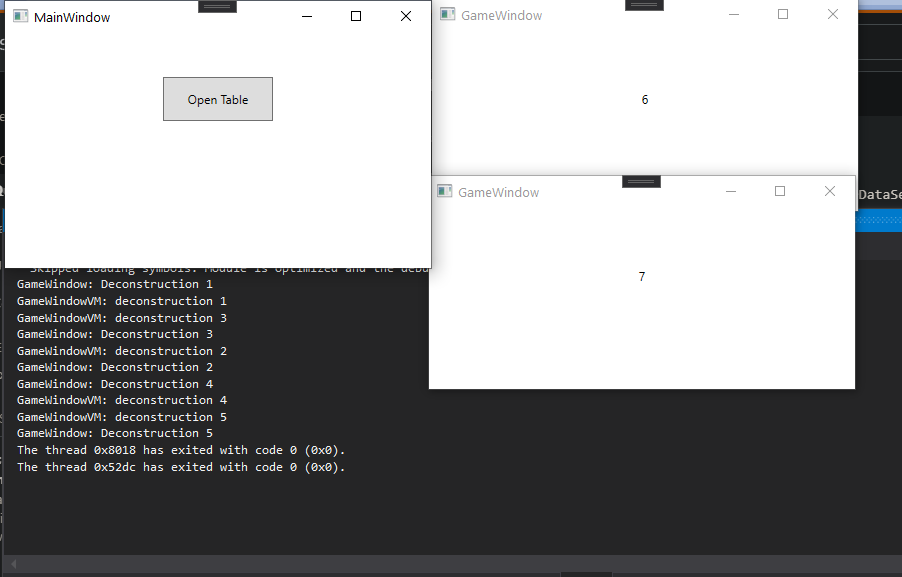 MainWindow
Open Table
GameWindow
6
GameWindow
7
DataSe
Skipped loading symbols. Module is optimized and the debu
GameWindow: Deconstruction 1
GameWindowVM: deconstruction 1
GameWindowVM: deconstruction 3
GameWindow: Deconstruction 3
GameWindowVM: deconstruction 2
GameWindow: Deconstruction 2
GameWindow: Deconstruction 4
GameWindowVM: deconstruction 4
GameWindowVM: deconstruction 5
GameWindow: Deconstruction 5
The thread 0x8018 has exited with code 0 (0x0).
The thread 0x52dc has exited with code 0 (0x0).